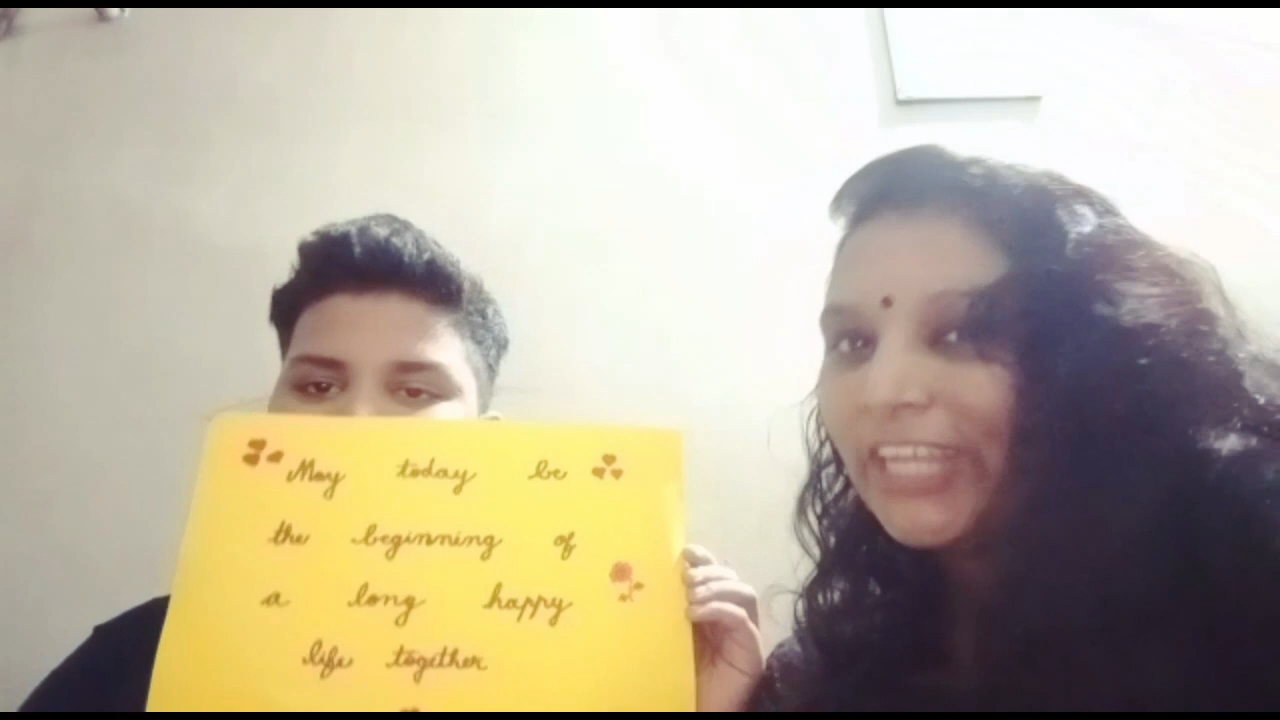 May today be
the beginning of
a long happy
life together